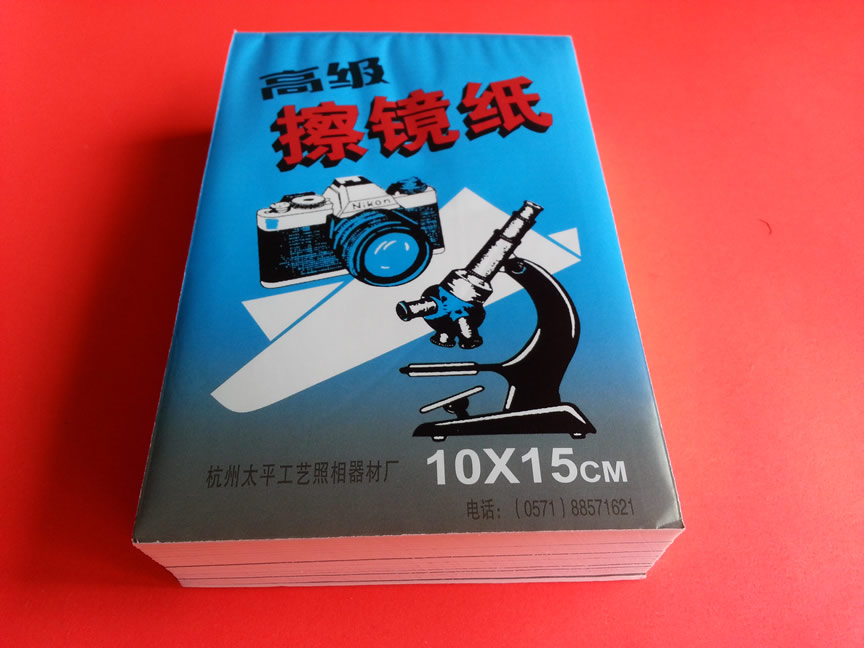 高级
擦镜纸
Nikon
杭州太平工艺照相器材厂
10X15CM
电话：（0571）88571621